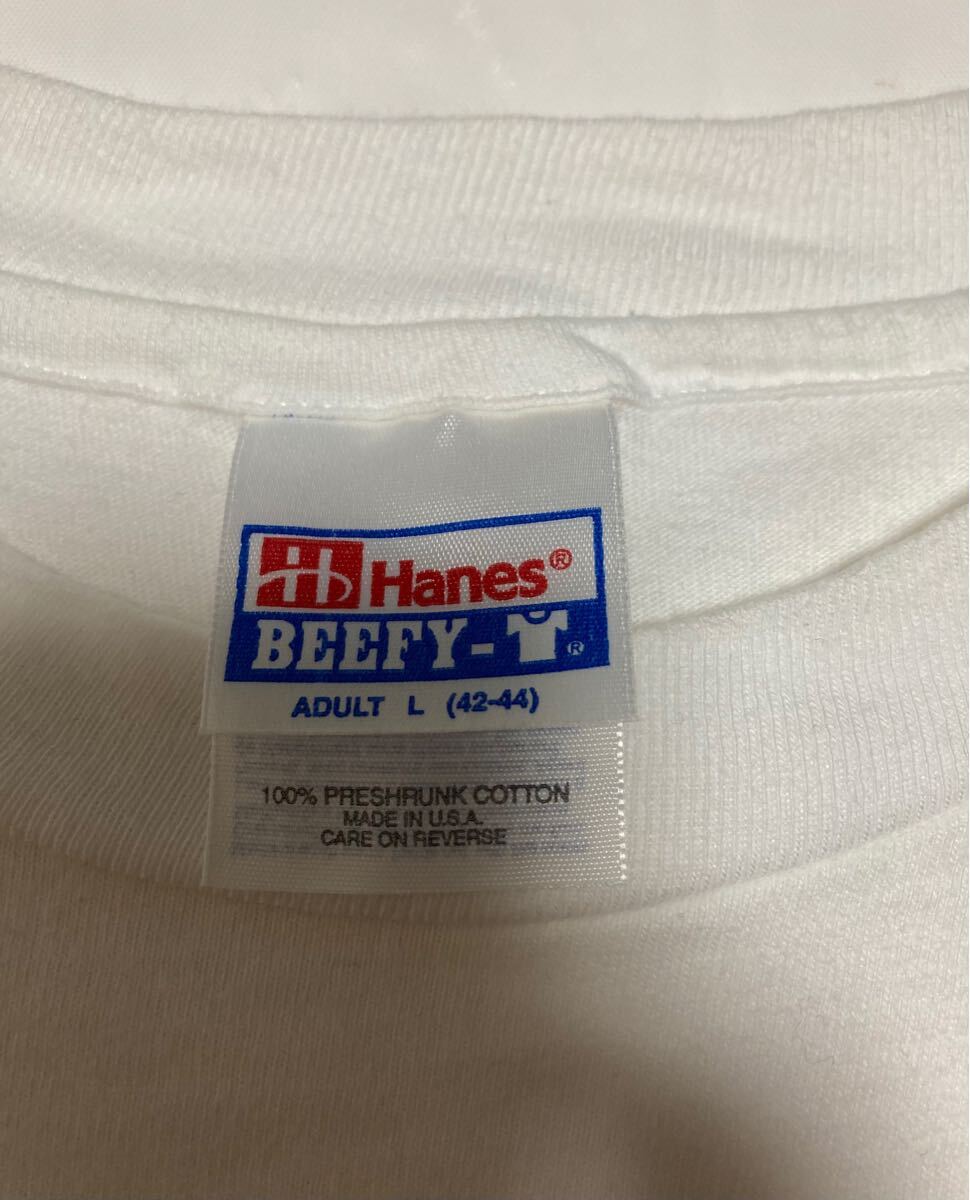 Hanes®
BEEFY-®
ADULT L (42-44)
100% PRESHRUNK COTTON
MADE IN U.S.A.
CARE ON REVERSE